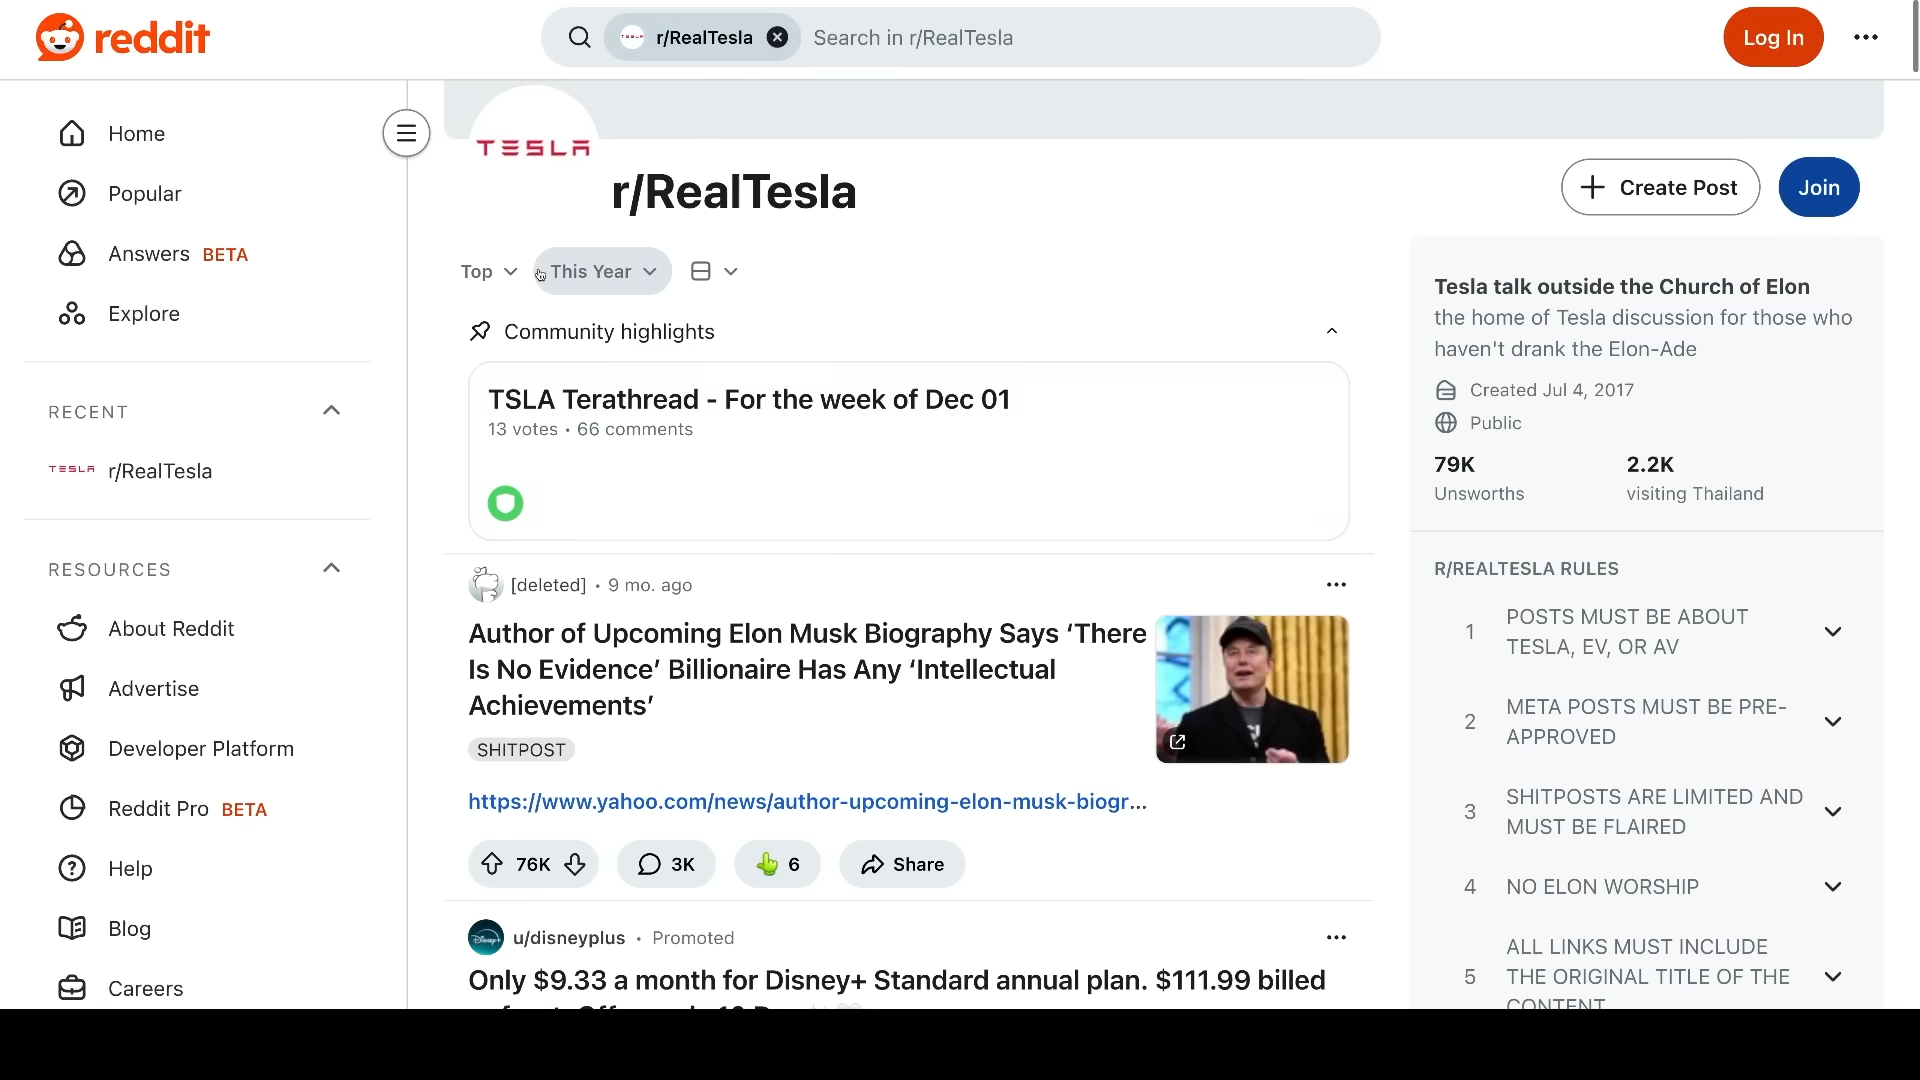 reddit
r/RealTesla
Search in r/RealTesla
Log In
Home
Popular
Answers BETA
Explore
RECENT
TESLA r/RealTesla
RESOURCES
About Reddit
Advertise
Developer Platform
Reddit Pro BETA
Help
Blog
Careers
TESLA
r/RealTesla
Create Post
Join
Top
This Year
Community highlights
TSLA Terathread - For the week of Dec 01
13 votes • 66 comments
[deleted] • 9 mo. ago
Author of Upcoming Elon Musk Biography Says ‘There
Is No Evidence’ Billionaire Has Any ‘Intellectual
Achievements’
SHITPOST
https://www.yahoo.com/news/author-upcoming-elon-musk-biogr...
76K
3K
6
Share
u/disneyplus • Promoted
Only $9.33 a month for Disney+ Standard annual plan. $111.99 billed
Tesla talk outside the Church of Elon
the home of Tesla discussion for those who
haven't drank the Elon-Ade
Created Jul 4, 2017
Public
79K 2.2K
Unsworths visiting Thailand
R/REALTESLA RULES
1 POSTS MUST BE ABOUT
TESLA, EV, OR AV
2 META POSTS MUST BE PRE-
APPROVED
3 SHITPOSTS ARE LIMITED AND
MUST BE FLAIRED
4 NO ELON WORSHIP
5 ALL LINKS MUST INCLUDE
THE ORIGINAL TITLE OF THE
CONTENT